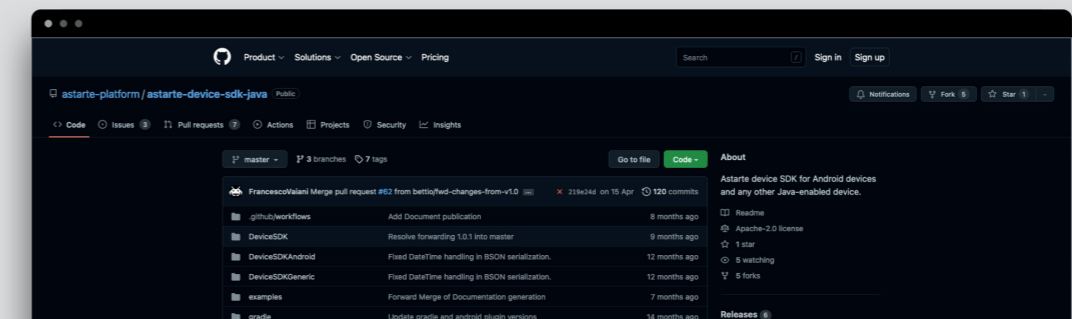 Product Solutions Open Source Pricing Search / Sign in Sign up
astarte-platform / astarte-device-sdk-java Public Notifications Fork 5 Star 1
Code Issues 3 Pull requests 7 Actions Projects Security Insights
master 3 branches 7 tags Go to file Code
About
FrancescoVaiani Merge pull request #62 from bettio/fwd-changes-from-v1.0 ... 219e24d on 15 Apr 120 commits
Astarte device SDK for Android devices
and any other Java-enabled device.
.github/workflows Add Document publication 8 months ago
DeviceSDK Resolve forwarding 1.0.1 into master 9 months ago
DeviceSDKAndroid Fixed DateTime handling in BSON serialization. 12 months ago
DeviceSDKGeneric Fixed DateTime handling in BSON serialization. 12 months ago
examples Forward Merge of Documentation generation 7 months ago
gradle Update gradle and android plugin versions 14 months ago
Readme
Apache-2.0 license
1 star
5 watching
5 forks
Releases 6